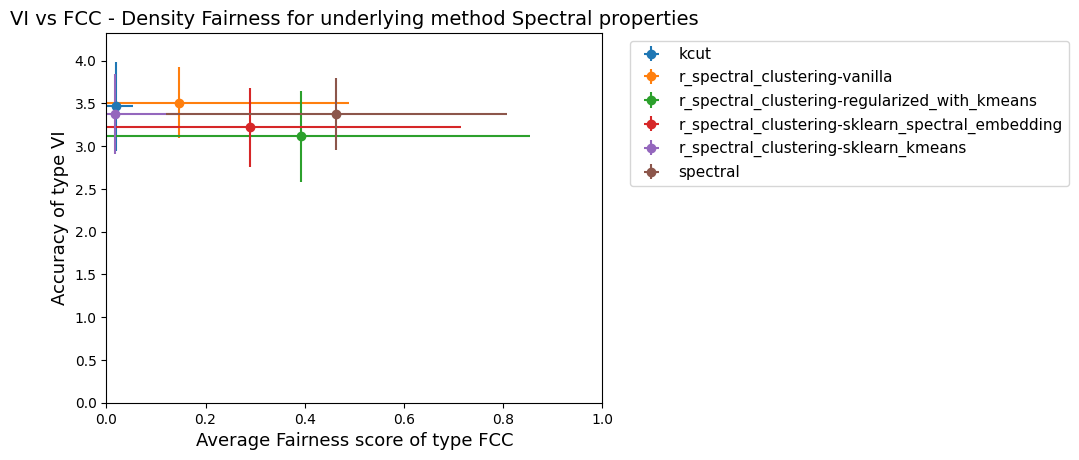 VI vs FCC - Density Fairness for underlying method Spectral properties
Accuracy of type VI
4.0
3.5
3.0
2.5
2.0
1.5
1.0
0.5
0.0
0.0 0.2 0.4 0.6 0.8 1.0
Average Fairness score of type FCC
kcut
r_spectral_clustering-vanilla
r_spectral_clustering-regularized_with_kmeans
r_spectral_clustering-sklearn_spectral_embedding
r_spectral_clustering-sklearn_kmeans
spectral